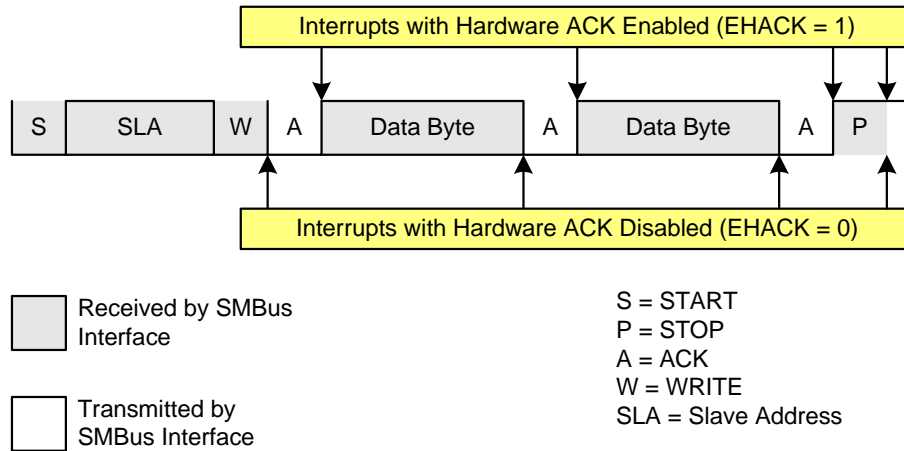 Interrupts with Hardware ACK Enabled (EHACK = 1)
S SLA W A Data Byte A Data Byte A P
Interrupts with Hardware ACK Disabled (EHACK = 0)
Received by SMBus
Interface
Transmitted by
SMBus Interface
S = START
P = STOP
A = ACK
W = WRITE
SLA = Slave Address